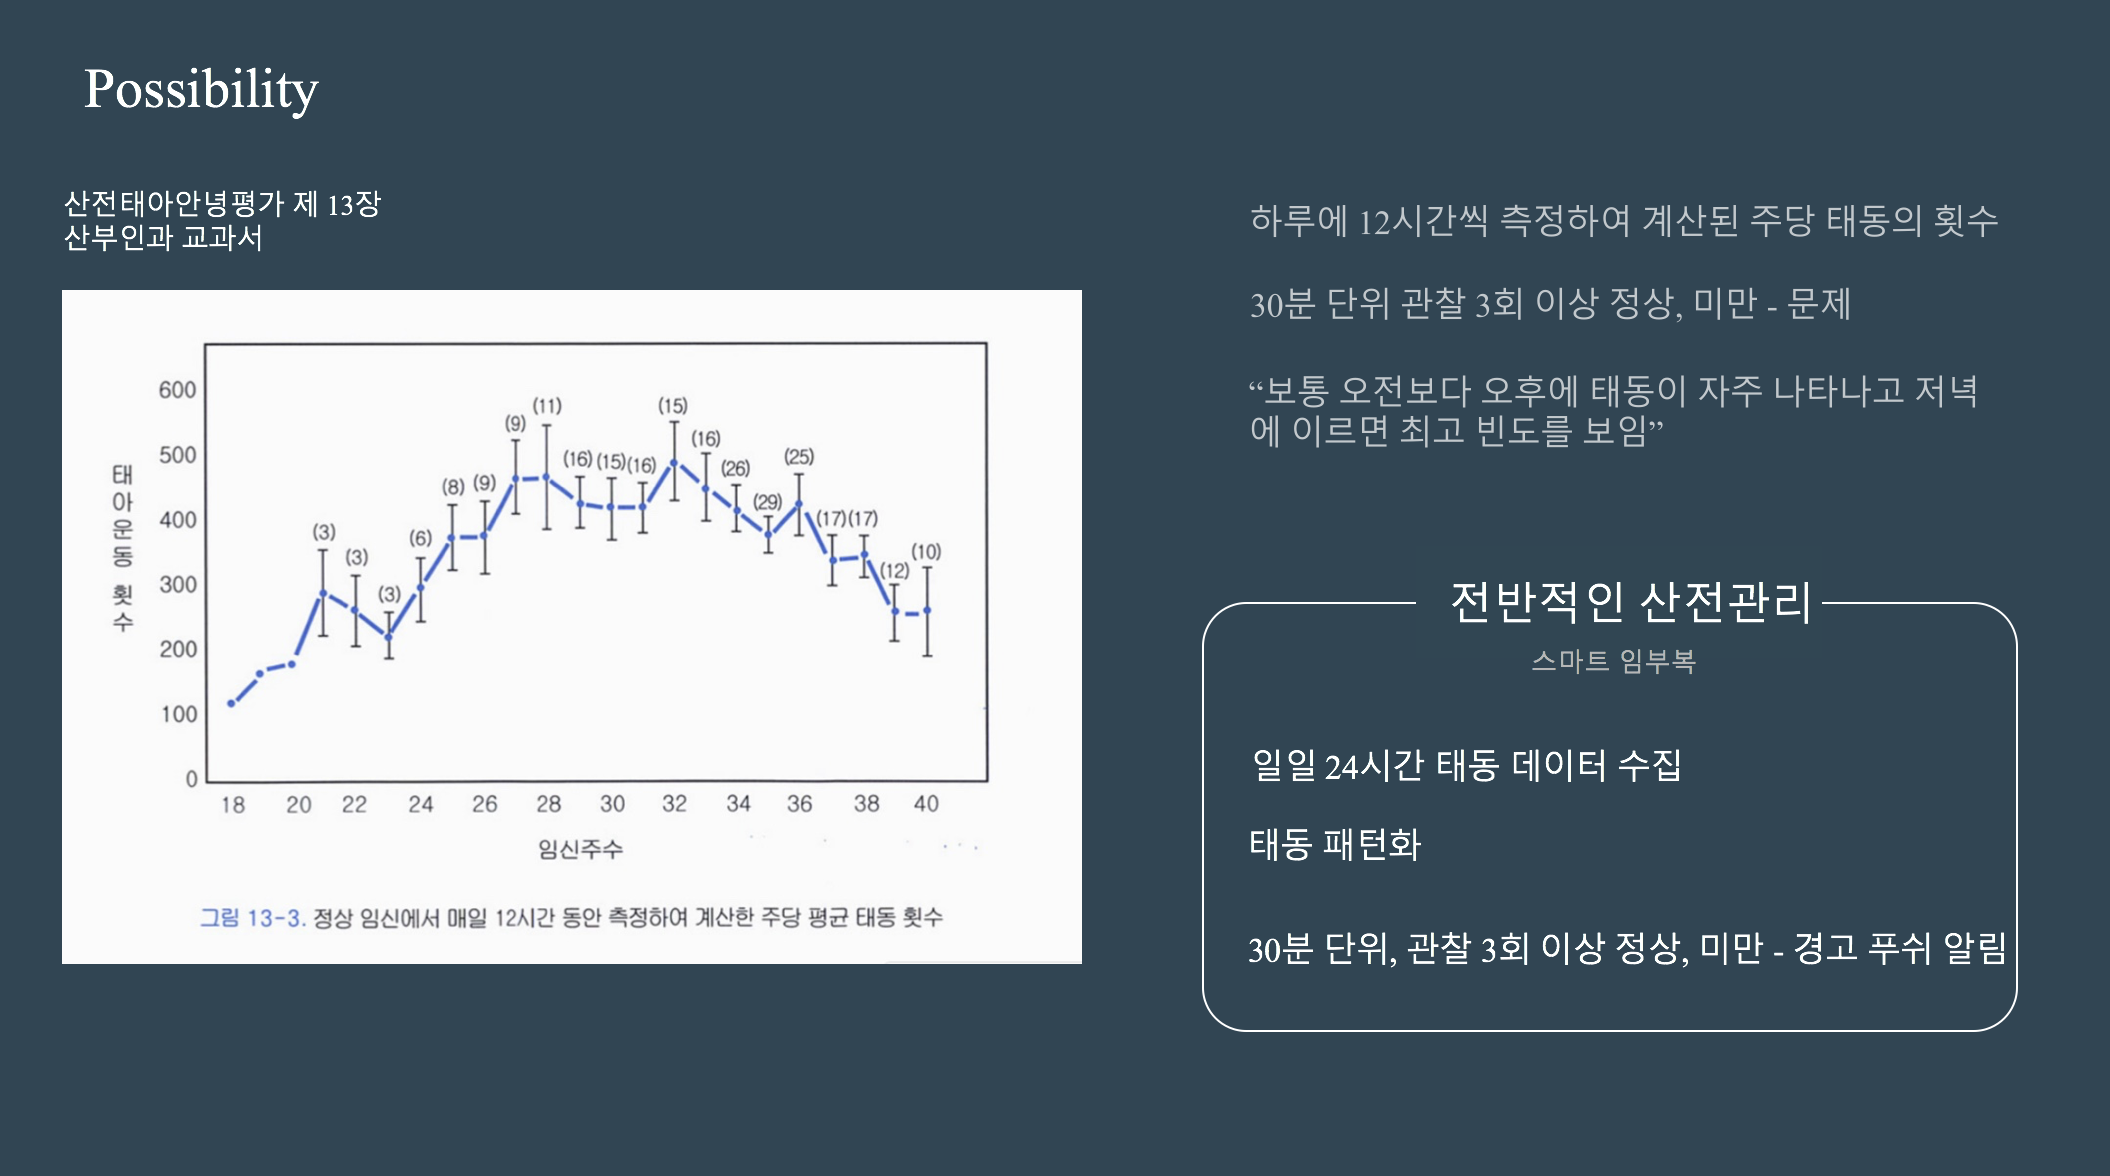 Possibility
산전태아안녕평가 제 13장
산부인과 교과서
태아운동 횟수
600
500
400
300
200
100
0
(3)
(3)
(3)
(6)
(8)
(9)
(9)
(11)
(16)
(15)
(16)
(15)
(16)
(26)
(29)
(25)
(17)
(17)
(12)
(10)
18 20 22 24 26 28 30 32 34 36 38 40
임신주수
그림 13-3. 정상 임신에서 매일 12시간 동안 측정하여 계산한 주당 평균 태동 횟수
하루에 12시간씩 측정하여 계산된 주당 태동의 횟수
30분 단위 관찰 3회 이상 정상, 미만 - 문제
“보통 오전보다 오후에 태동이 자주 나타나고 저녁
에 이르면 최고 빈도를 보임”
전반적인 산전관리
스마트 임부복
일일 24시간 태동 데이터 수집
태동 패턴화
30분 단위, 관찰 3회 이상 정상, 미만 - 경고 푸쉬 알림